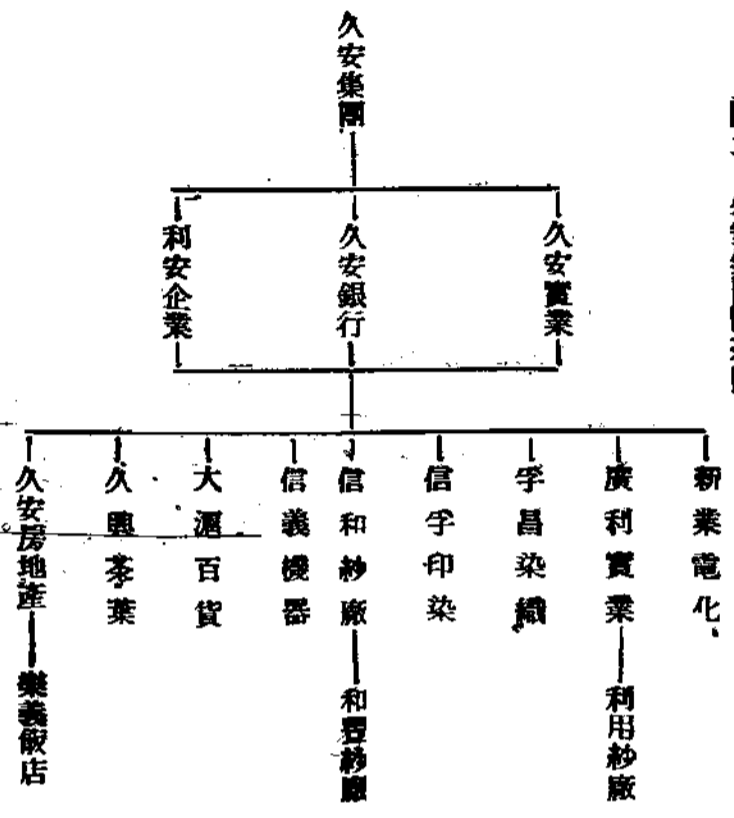 久安集團
久安實業
久安銀行
利安企業
新業電化
廣利實業
利用紗廠
孚昌染織
信孚印染
信和紗廠
和豐紗廠
信義機器
大滬百貨
久興茶葉
久安房地產
樂義飯店